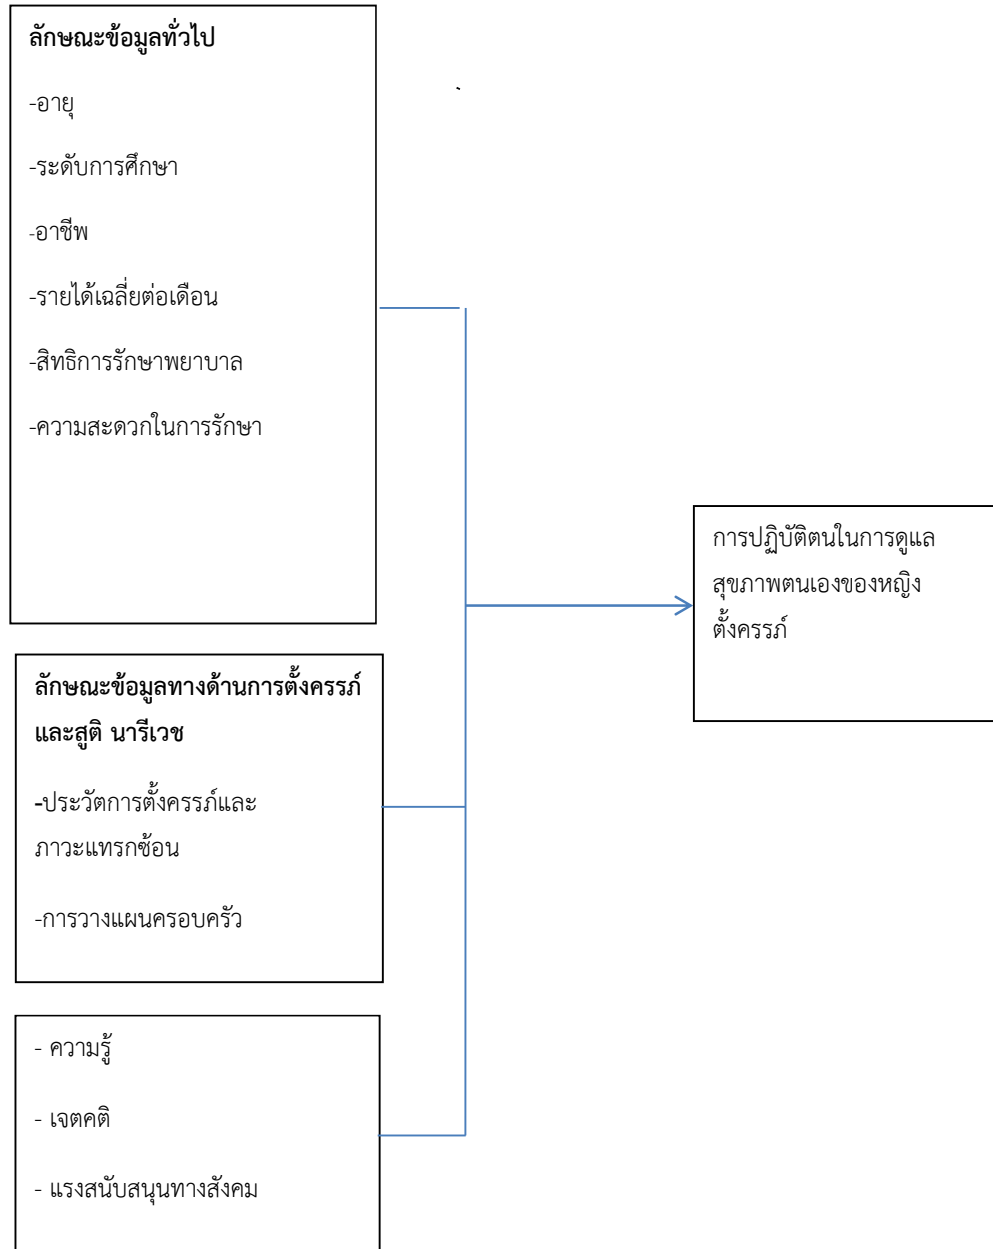 ลักษณะข้อมูลทั่วไป
-อายุ
-ระดับการศึกษา
-อาชีพ
-รายได้เฉลี่ยต่อเดือน
-สิทธิการรักษาพยาบาล
-ความสะดวกในการรักษา
การปฏิบัติตนในการดูแล
สุขภาพตนเองของหญิง
ตั้งครรภ์
ลักษณะข้อมูลทางด้านการตั้งครรภ์
และสูติ นารีเวช
-ประวัตการตั้งครรภ์และ
ภาวะแทรกซ้อน
-การวางแผนครอบครัว
- ความรู้
- เจตคติ
- แรงสนับสนุนทางสังคม